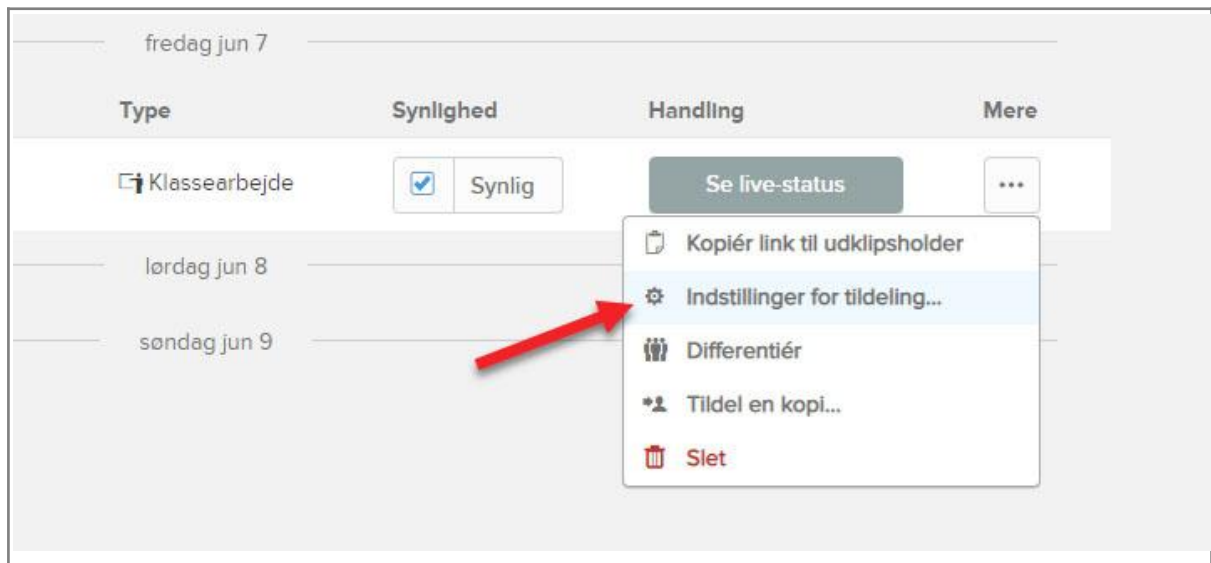 fredag jun 7
Type Synlighed Handling Mere
Klassearbejde Synlig Se live-status ...
Kopiér link til udklipsholder
lørdag jun 8
Indstillinger for tildeling...
søndag jun 9
Differentiér
Tildel en kopi...
Slet